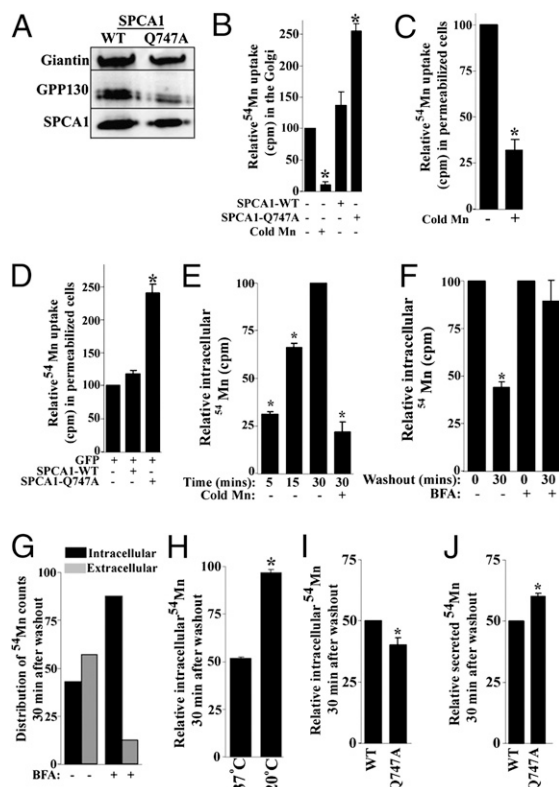 A
SPCA1
WT Q747A
Giantin
GPP130
SPCA1
B
Relative ⁵⁴Mn uptake
(cpm) in the Golgi
250
200
150
100
50
0
SPCA1-WT - - + -
SPCA1-Q747A - - - +
Cold Mn - + - -
*
*
C
Relative ⁵⁴Mn uptake
(cpm) in permeabilized cells
100
75
50
25
0
*
- +
Cold Mn
D
Relative ⁵⁴Mn uptake
(cpm) in permeabilized cells
250
200
150
100
50
0
*
GFP + + +
SPCA1-WT - + -
SPCA1-Q747A - - +
E
Relative intracellular
⁵⁴Mn (cpm)
100
75
50
25
0
* * *
Time (mins): 5 15 30 30
Cold Mn: - - - +
F
Relative intracellular
⁵⁴Mn (cpm)
100
75
50
25
0
*
Washout (mins): 0 30 0 30
BFA: - - + +
G
Intracellular
Extracellular
Distribution of ⁵⁴Mn counts
30 min after washout
100
75
50
25
0
BFA: - - + +
H
Relative intracellular ⁵⁴Mn
30 min after washout
100
75
50
25
0
*
37°C
20°C
I
Relative intracellular ⁵⁴Mn
30 min after washout
75
50
25
0
*
WT
Q747A
J
Relative secreted ⁵⁴Mn
30 min after washout
75
50
25
0
*
WT
Q747A